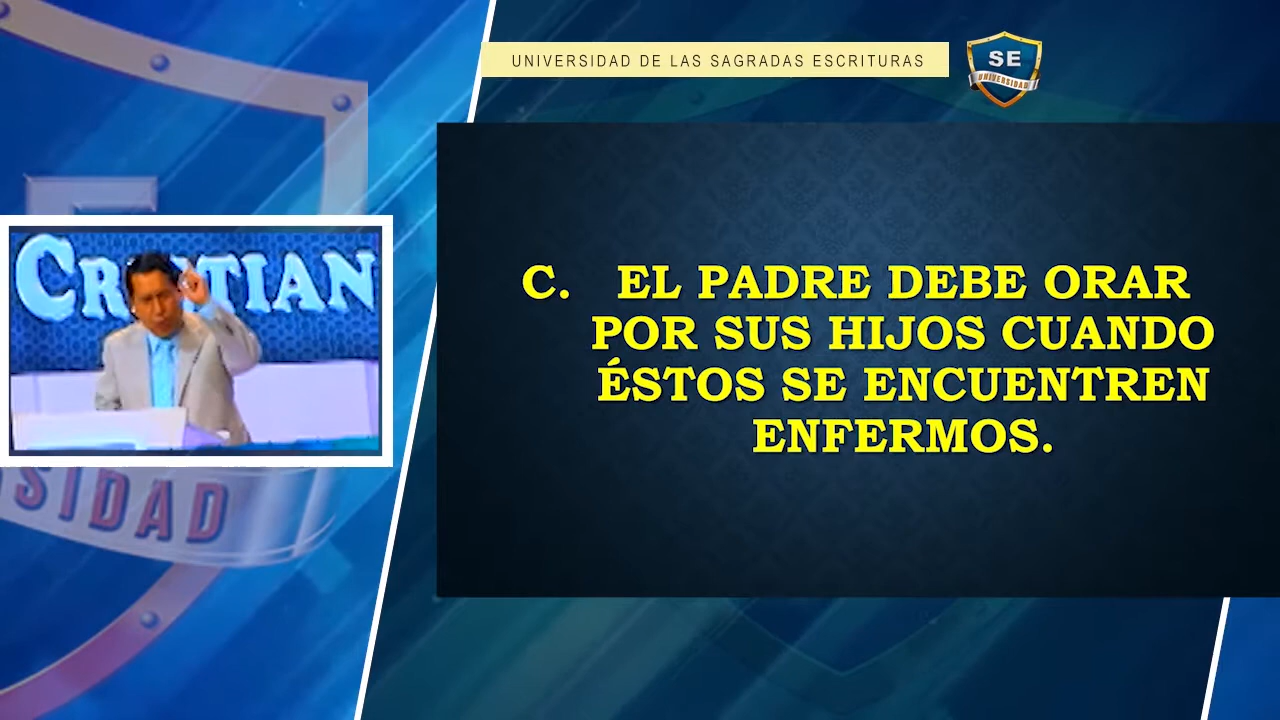 UNIVERSIDAD DE LAS SAGRADAS ESCRITURAS
SE
UNIVERSIDAD
C. EL PADRE DEBE ORAR
POR SUS HIJOS CUANDO
ÉSTOS SE ENCUENTREN
ENFERMOS.
SIDAD